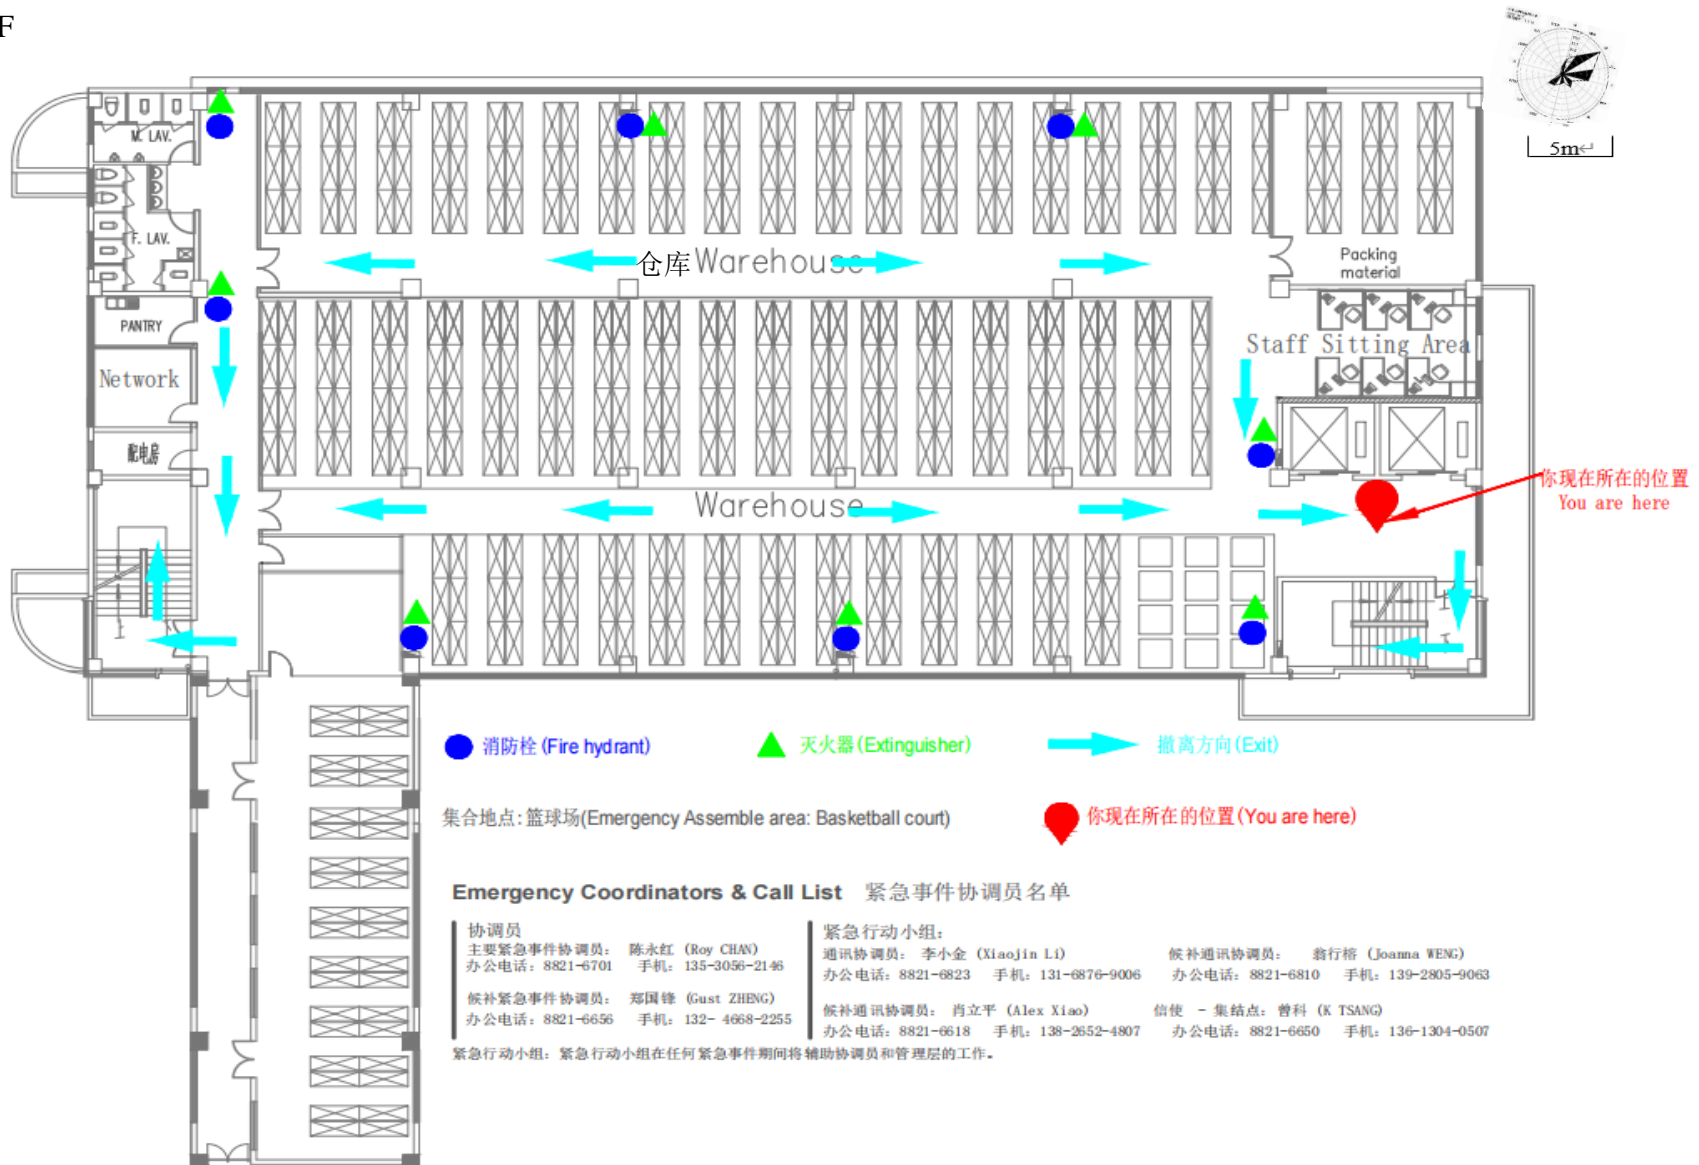 F
5m
M. LAV.
F. LAV.
PANTRY
Network
配电房
仓库 Warehouse
Packing
material
Staff Sitting Area
Warehouse
你现在所在的位置
You are here
消防栓 (Fire hydrant)
灭火器 (Extinguisher)
撤离方向 (Exit)
集合地点: 篮球场(Emergency Assemble area: Basketball court)
你现在所在的位置 (You are here)
Emergency Coordinators & Call List 紧急事件协调员名单
协调员
主要紧急事件协调员: 陈永红 (Roy CHAN)
办公电话: 8821-6701 手机: 135-3056-2146
候补紧急事件协调员: 郑国锋 (Gust ZHENG)
办公电话: 8821-6656 手机: 132- 4668-2255
紧急行动小组:
通讯协调员: 李小金 (Xiaojin Li) 候补通讯协调员: 翁行榕 (Joanna WENG)
办公电话: 8821-6823 手机: 131-6876-9006 办公电话: 8821-6810 手机: 139-2805-9063
候补通讯协调员: 肖立平 (Alex Xiao) 信使 - 集结点: 曾科 (K TSANG)
办公电话: 8821-6618 手机: 138-2652-4807 办公电话: 8821-6650 手机: 136-1304-0507
紧急行动小组: 紧急行动小组在任何紧急事件期间将辅助协调员和管理层的工作。